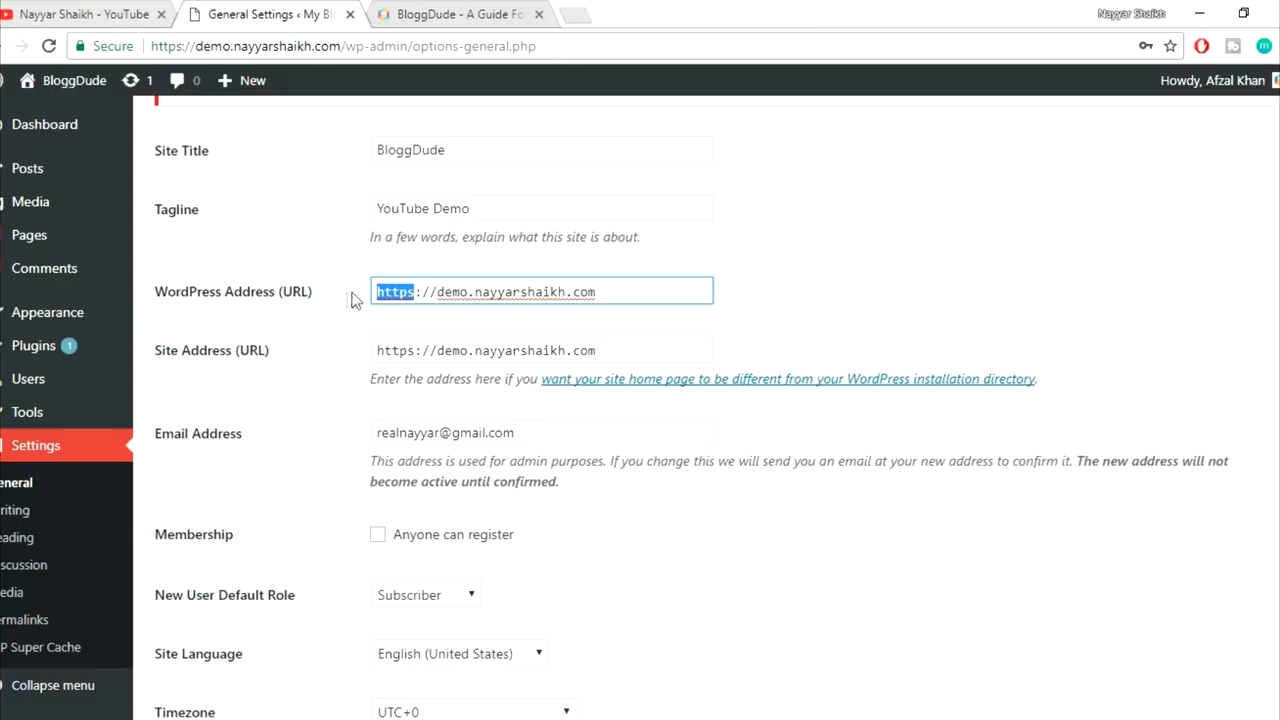 Nayyar Shaikh - YouTube
General Settings ‹ My Bl
BloggDude - A Guide Fo
Nayyar Shaikh
Secure
https://demo.nayyarshaikh.com/wp-admin/options-general.php
BloggDude
1
0
New
Howdy, Afzal Khan
Dashboard
Posts
Media
Pages
Comments
Appearance
Plugins 1
Users
Tools
Settings
eneral
riting
eading
scussion
edia
ermalinks
P Super Cache
Collapse menu
Site Title
BloggDude
Tagline
YouTube Demo
In a few words, explain what this site is about.
WordPress Address (URL)
https://demo.nayyarshaikh.com
Site Address (URL)
https://demo.nayyarshaikh.com
Enter the address here if you want your site home page to be different from your WordPress installation directory.
Email Address
realnayyar@gmail.com
This address is used for admin purposes. If you change this we will send you an email at your new address to confirm it. The new address will not
become active until confirmed.
Membership
Anyone can register
New User Default Role
Subscriber
Site Language
English (United States)
Timezone
UTC+0